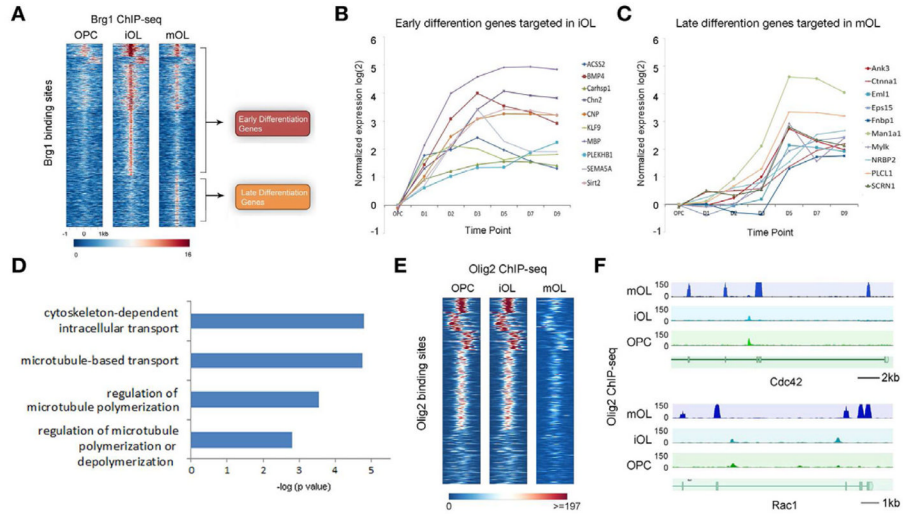 A
Brg1 ChIP-seq
OPC iOL mOL
Brg1 binding sites
Early Differentiation
Genes
Late Differentiation
Genes
-1 0 1kb
0 16
B
Early differention genes targeted in iOL
Normalized expression log(2)
6
5
4
3
2
1
0
-1
OPC D1 D2 D3 D5 D7 D9
Time Point
ACSS2
BMP4
Carhsp1
Chn2
CNP
KLF9
MBP
PLEKHB1
SEMA5A
Sirt2
C
Late differention genes targeted in mOL
Normalized expression log(2)
6
5
4
3
2
1
0
-1
OPC D1 D2 D3 D5 D7 D9
Time Point
Ank3
Ctnna1
Eml1
Eps15
Fnbp1
Man1a1
Mylk
NRBP2
PLCL1
SCRN1
D
cytoskeleton-dependent
intracellular transport
microtubule-based transport
regulation of
microtubule polymerization
regulation of microtubule
polymerization or
depolymerization
0 1 2 3 4 5
-log (p value)
E
Olig2 ChIP-seq
OPC iOL mOL
Olig2 binding sites
0 >=197
F
Olig2 ChIP-seq
mOL 150
0
iOL 150
0
OPC 150
0
Cdc42 2kb
mOL 150
0
iOL 150
0
OPC 150
0
Rac1 1kb